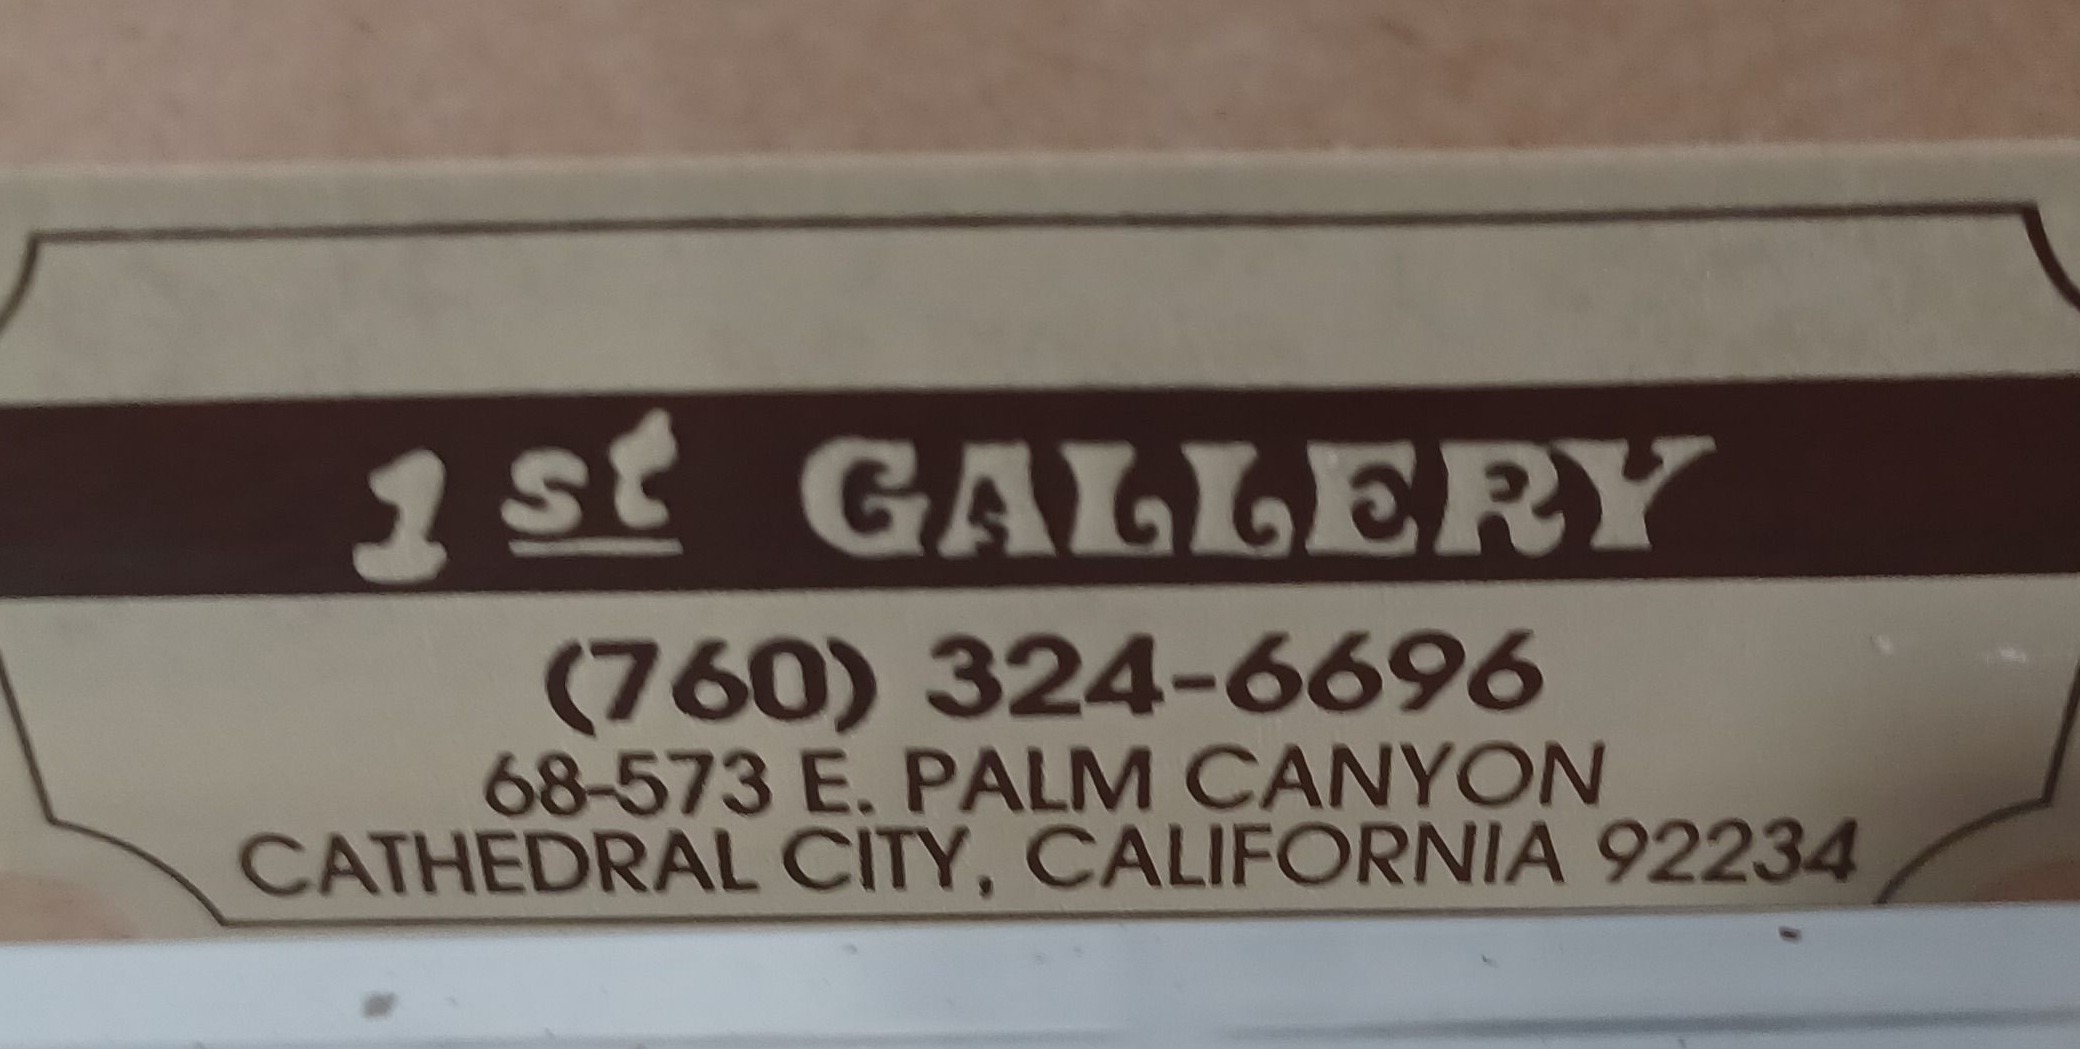 1st GALLERY
(760) 324-6696
68-573 E. PALM CANYON
CATHEDRAL CITY, CALIFORNIA 92234